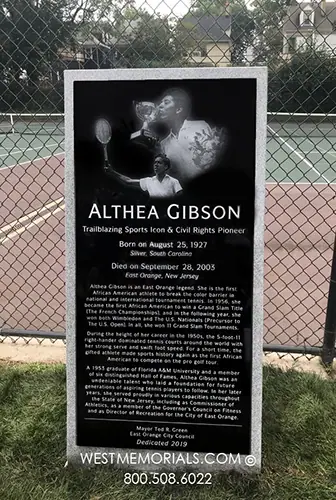 ALTHEA GIBSON
Trailblazing Sports Icon & Civil Rights Pioneer
Born on August 25, 1927
Silver, South Carolina
Died on September 28, 2003
East Orange, New Jersey
Althea Gibson is an East Orange legend. She is the first
African American athlete to break the color barrier in
national and international tournament tennis. In 1956, she
became the first African American to win a Grand Slam Title
(The French Championships), and in the following year, she
won both Wimbledon and The U.S. Nationals (Precursor to
The U.S. Open). In all, she won 11 Grand Slam Tournaments.
During the height of her career in the 1950s, the 5-foot-11
right-hander dominated tennis courts around the world with
her strong serve and swift foot speed. For a short time, the
gifted athlete made sports history again as the first African
American to compete on the pro golf tour.
A 1953 graduate of Florida A&M University and a member
of six distinguished Hall of Fames, Althea Gibson was an
undeniable talent who laid a foundation for future
generations of aspiring tennis players to follow. In her later
years, she served proudly in various capacities throughout
the State of New Jersey, including as Commissioner of
Athletics, as a member of the Governor's Council on Fitness
and as Director of Recreation for the City of East Orange.
Mayor Ted R. Green
East Orange City Council
Dedicated 2019
WESTMEMORIALS.COM ©
800.508.6022